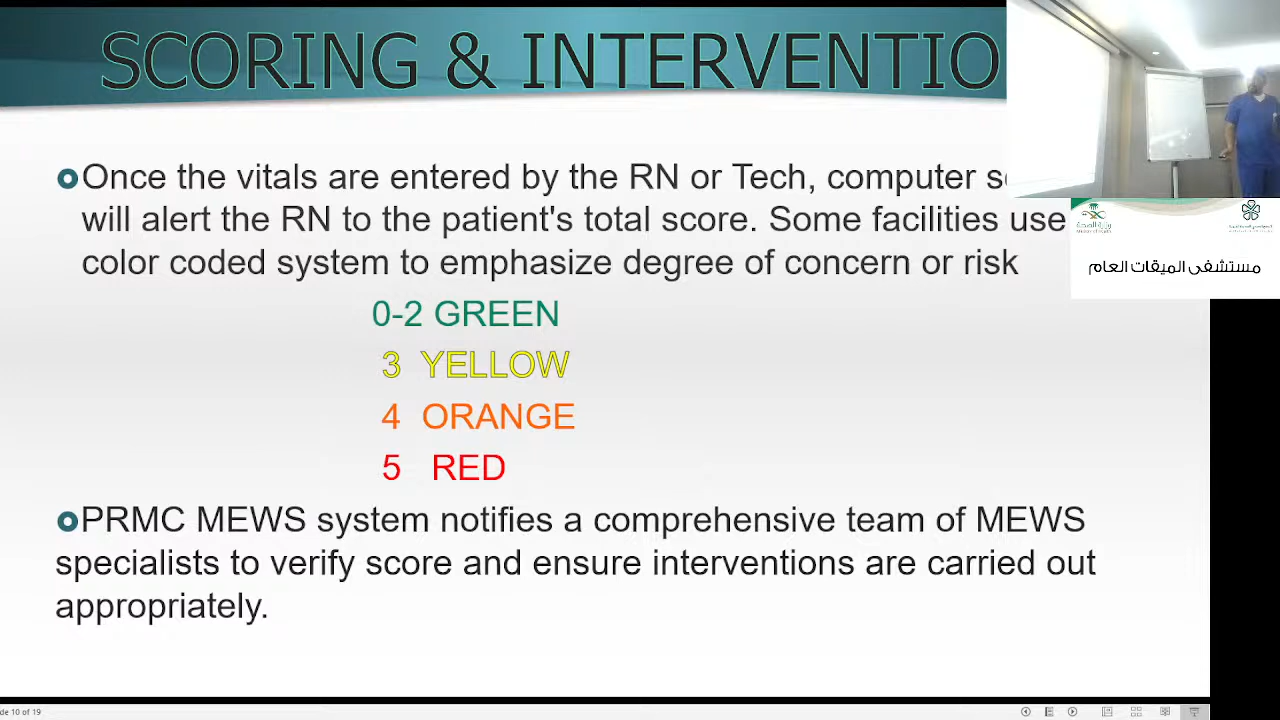 SCORING & INTERVENTIO
Once the vitals are entered by the RN or Tech, computer
will alert the RN to the patient's total score. Some facilities use
color coded system to emphasize degree of concern or risk
0-2 GREEN
3 YELLOW
4 ORANGE
5 RED
PRMC MEWS system notifies a comprehensive team of MEWS
specialists to verify score and ensure interventions are carried out
appropriately.
وزارة الصحة
مستشفى الميقات العام
de 10 of 19